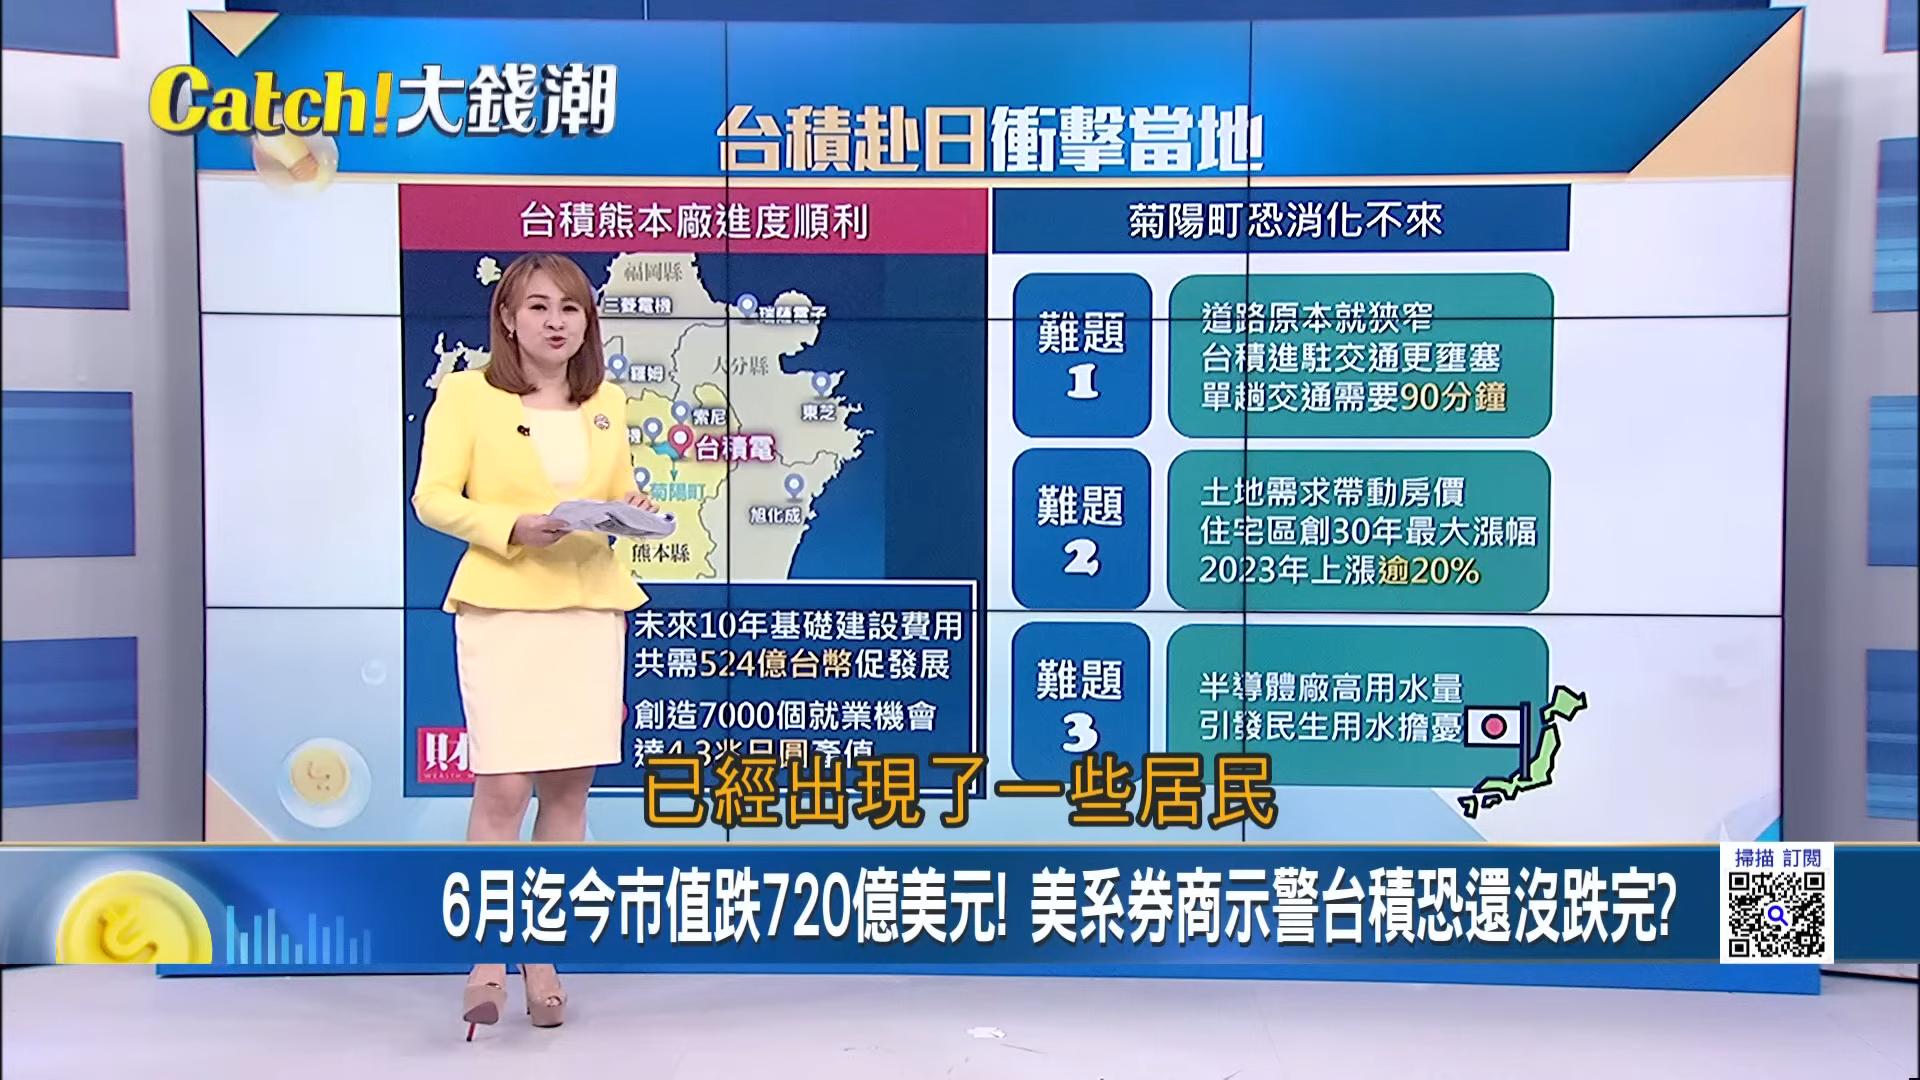 Catch!大錢潮
台積赴日衝擊當地
台積熊本廠進度順利
福岡縣
三菱電機
瑞薩電子
大分縣
羅姆
東芝
索尼
機
台積電
菊陽町
旭化成
熊本縣
未來10年基礎建設費用
共需524億台幣促發展
創造7000個就業機會
達4.3兆日圓產值
財
菊陽町恐消化不來
難題
1
道路原本就狹窄
台積進駐交通更壅塞
單趟交通需要90分鐘
難題
2
土地需求帶動房價
住宅區創30年最大漲幅
2023年上漲逾20%
難題
3
半導體廠高用水量
引發民生用水擔憂
已經出現了一些居民
6月迄今市值跌720億美元! 美系券商示警台積恐還沒跌完?
掃描 訂閱